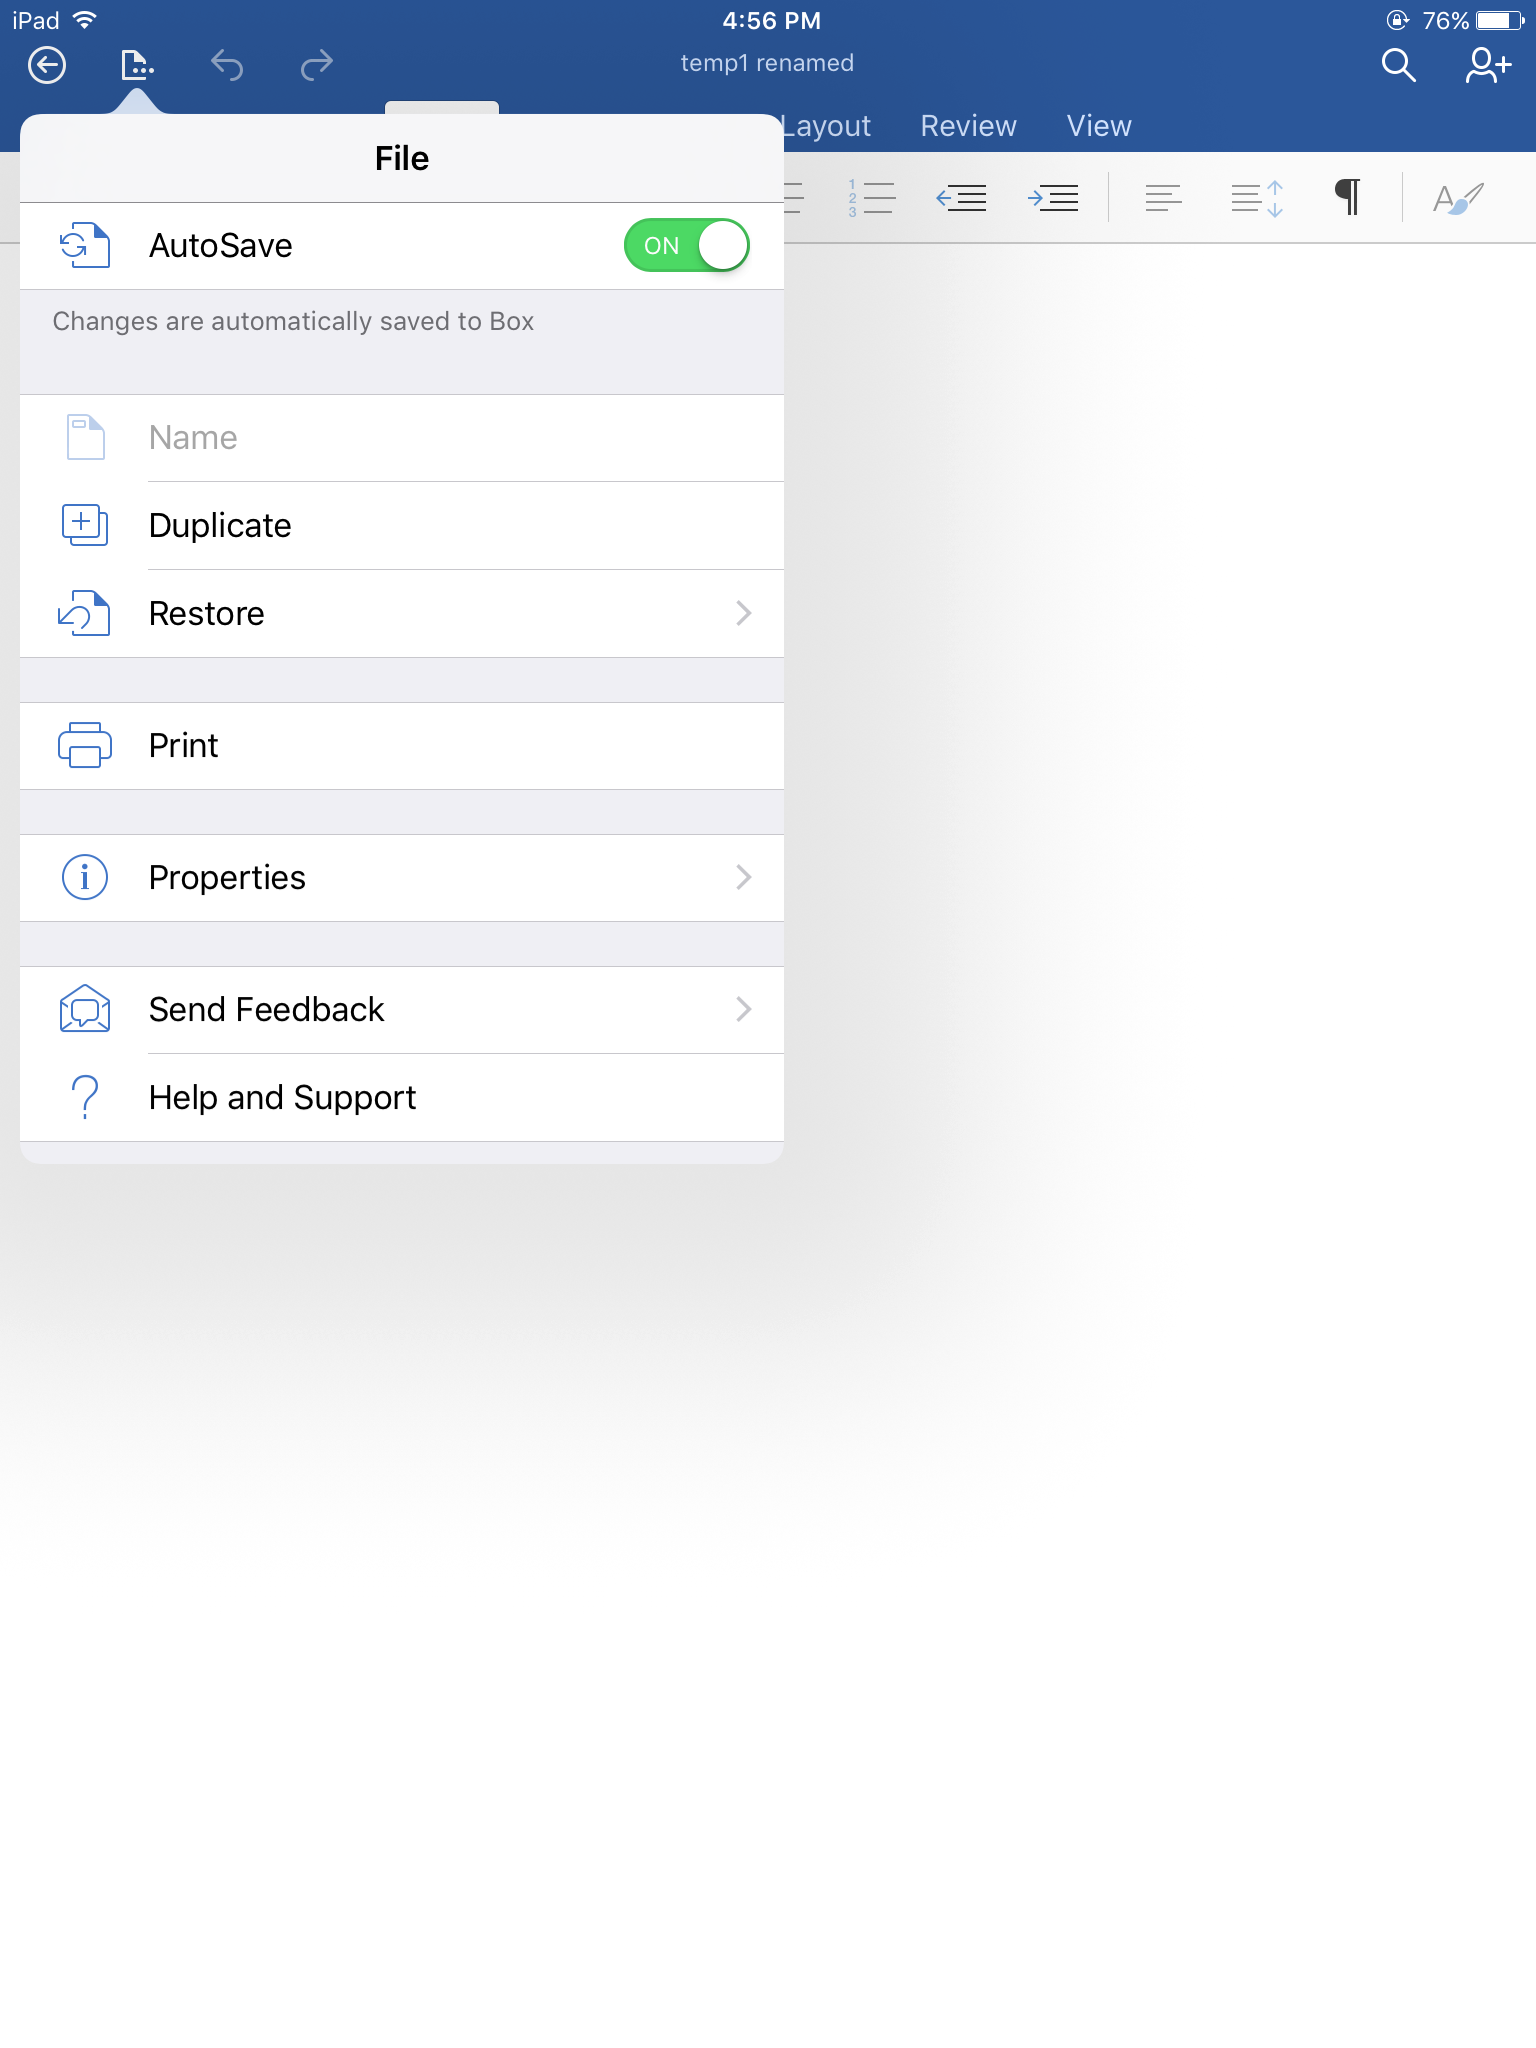 iPad 4:56 PM 76%
temp1 renamed
Layout Review View
File
AutoSave ON
Changes are automatically saved to Box
Name
Duplicate
Restore
Print
Properties
Send Feedback
Help and Support